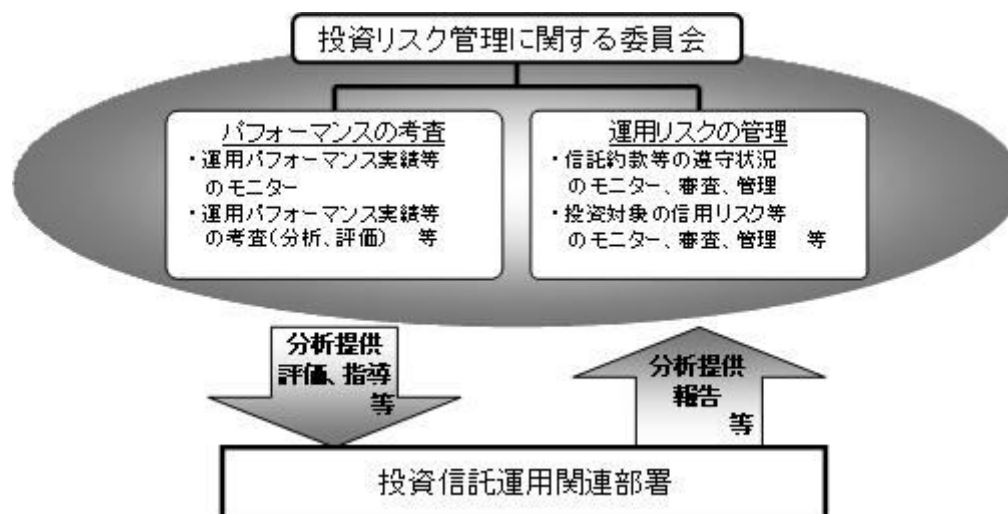 投資リスク管理に関する委員会
パフォーマンスの考査
・運用パフォーマンス実績等
のモニター
・運用パフォーマンス実績等
の考査(分析、評価) 等
運用リスクの管理
・信託約款等の遵守状況
のモニター、審査、管理
・投資対象の信用リスク等
のモニター、審査、管理 等
分析提供
評価、指導
等
分析提供
報告
等
投資信託運用関連部署